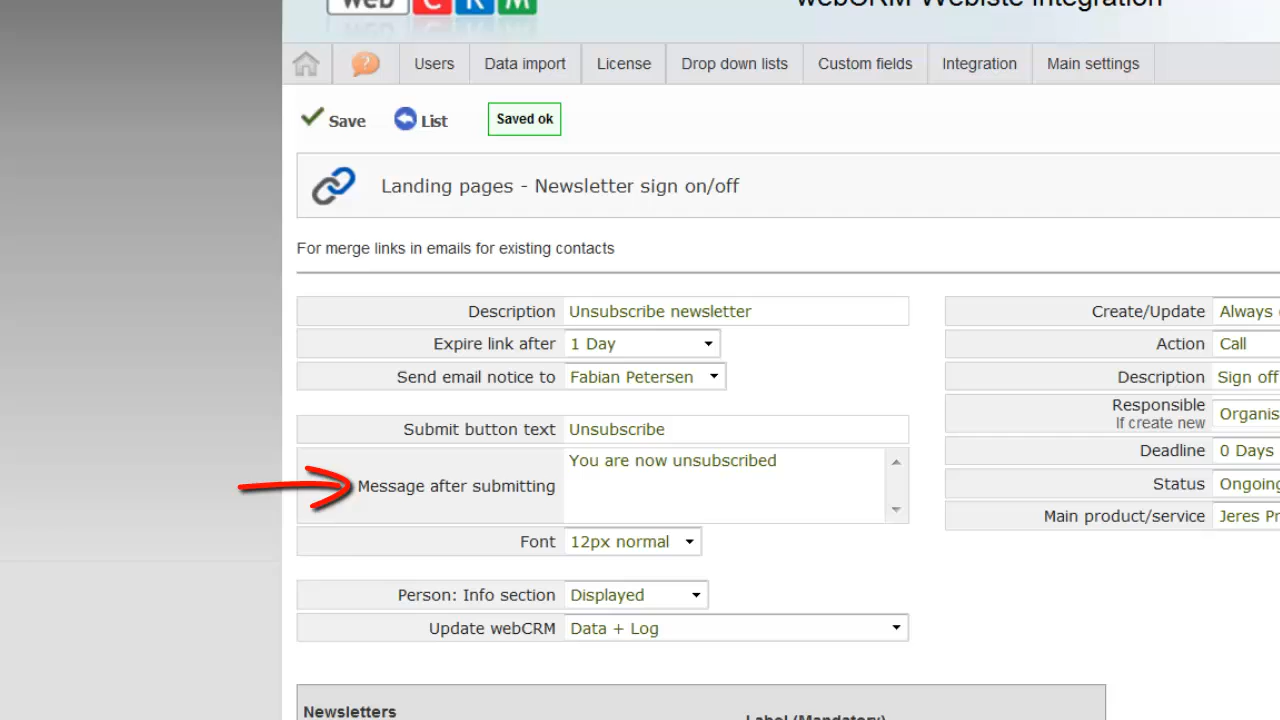 web C R M
webCRM Webiste integration
Users Data import License Drop down lists Custom fields Integration Main settings
Save List Saved ok
Landing pages - Newsletter sign on/off
For merge links in emails for existing contacts
Description Unsubscribe newsletter
Expire link after 1 Day
Send email notice to Fabian Petersen
Submit button text Unsubscribe
Message after submitting You are now unsubscribed
Font 12px normal
Person: Info section Displayed
Update webCRM Data + Log
Create/Update Always
Action Call
Description Sign off
Responsible Organis
If create new
Deadline 0 Days
Status Ongoing
Main product/service Jeres Pr
Newsletters Label (Mandatory)